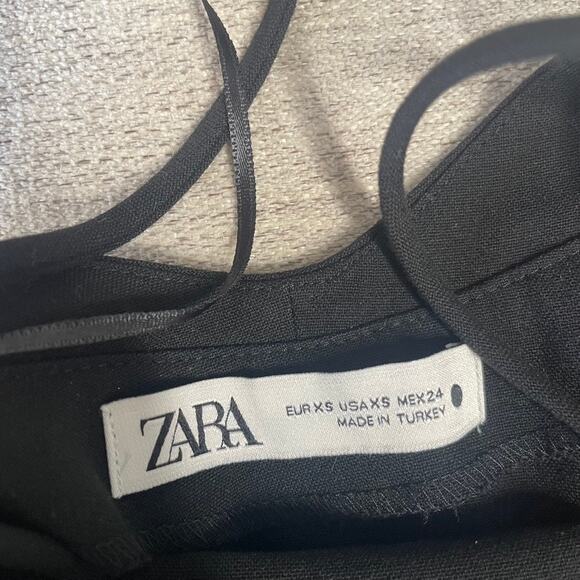 ZARA
EUR XS USA XS MEX 24
MADE IN TURKEY